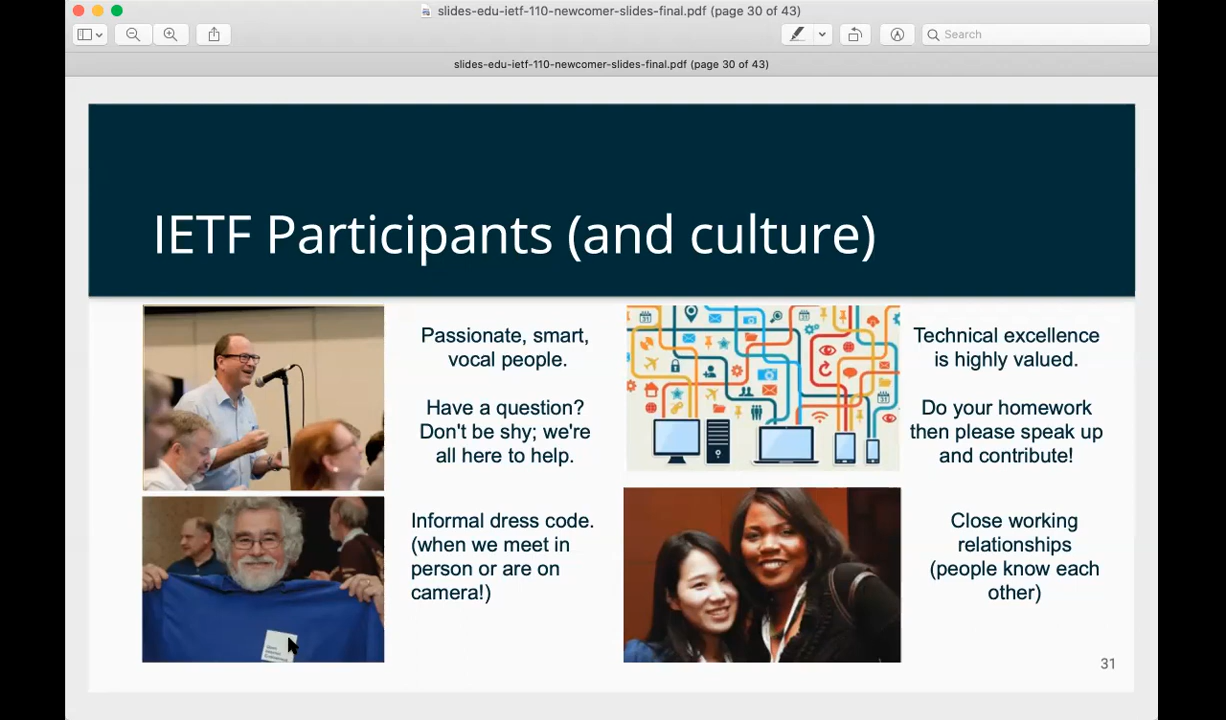 slides-edu-ietf-110-newcomer-slides-final.pdf (page 30 of 43)
Search
slides-edu-ietf-110-newcomer-slides-final.pdf (page 30 of 43)
IETF Participants (and culture)
Passionate, smart,
vocal people.
Have a question?
Don't be shy; we're
all here to help.
Technical excellence
is highly valued.
Do your homework
then please speak up
and contribute!
Informal dress code.
(when we meet in
person or are on
camera!)
Close working
relationships
(people know each
other)
31